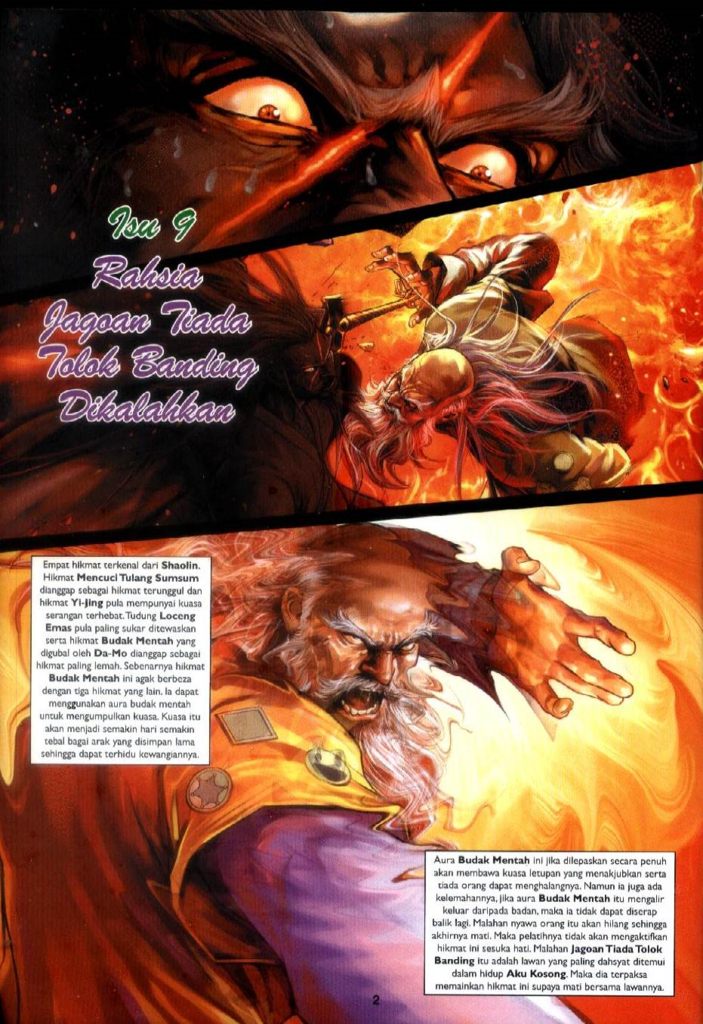 Isu 9
Rahsia
Jagoan Tiada
Tolok Banding
Dikalahkan
Empat hikmat terkenal dari Shaolin.
Hikmat Mencuci Tulang Sumsum
dianggap sebagai hikmat terunggul dan
hikmat Yi-Jing pula mempunyai kuasa
serangan terhebat. Tudung Loceng
Emas pula paling sukar ditewaskan
serta hikmat Budak Mentah yang
digubal oleh Da-Mo dianggap sebagai
hikmat paling lemah. Sebenarnya hikmat
Budak Mentah ini agak berbeza
dengan tiga hikmat yang lain. Ia dapat
menggunakan aura budak mentah
untuk mengumpulkan kuasa. Kuasa itu
akan menjadi semakin hari semakin
tebal bagai arak yang disimpan lama
sehingga dapat terhidu kewangiannya.
Aura Budak Mentah ini jika dilepaskan secara penuh
akan membawa kuasa letupan yang menakjubkan serta
tiada orang dapat menghalangnya. Namun ia juga ada
kelemahannya, jika aura Budak Mentah itu mengalir
keluar daripada badan, maka ia tidak dapat diserap
balik lagi. Malahan nyawa orang itu akan hilang sehingga
akhirnya mati. Maka pelatihnya tidak akan mengaktifkan
hikmat ini sesuka hati. Malahan Jagoan Tiada Tolok
Banding itu adalah lawan yang paling dahsyat ditemui
dalam hidup Aku Kosong. Maka dia terpaksa
memainkan hikmat ini supaya mati bersama lawannya.
2